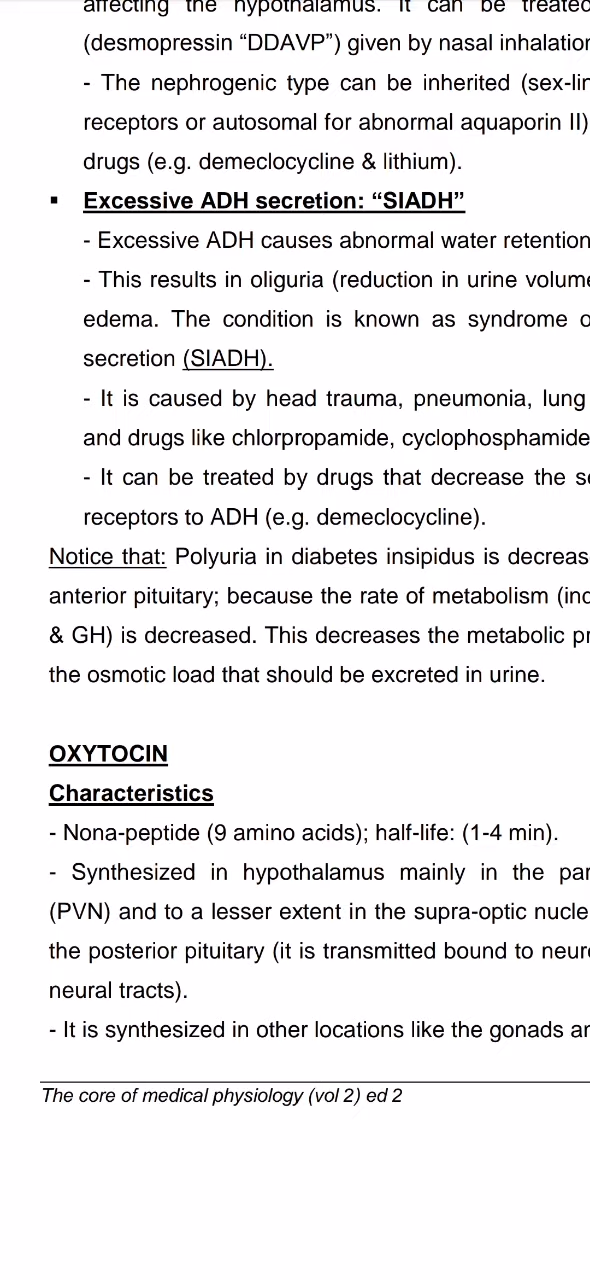 affecting the hypothalamus. It can be treated
(desmopressin “DDAVP”) given by nasal inhalation
- The nephrogenic type can be inherited (sex-lin
receptors or autosomal for abnormal aquaporin II)
drugs (e.g. demeclocycline & lithium).
▪ Excessive ADH secretion: “SIADH”
- Excessive ADH causes abnormal water retention
- This results in oliguria (reduction in urine volume
edema. The condition is known as syndrome o
secretion (SIADH).
- It is caused by head trauma, pneumonia, lung
and drugs like chlorpropamide, cyclophosphamide
- It can be treated by drugs that decrease the se
receptors to ADH (e.g. demeclocycline).
Notice that: Polyuria in diabetes insipidus is decreas
anterior pituitary; because the rate of metabolism (ind
& GH) is decreased. This decreases the metabolic pr
the osmotic load that should be excreted in urine.
OXYTOCIN
Characteristics
- Nona-peptide (9 amino acids); half-life: (1-4 min).
- Synthesized in hypothalamus mainly in the par
(PVN) and to a lesser extent in the supra-optic nucle
the posterior pituitary (it is transmitted bound to neuro
neural tracts).
- It is synthesized in other locations like the gonads an
The core of medical physiology (vol 2) ed 2